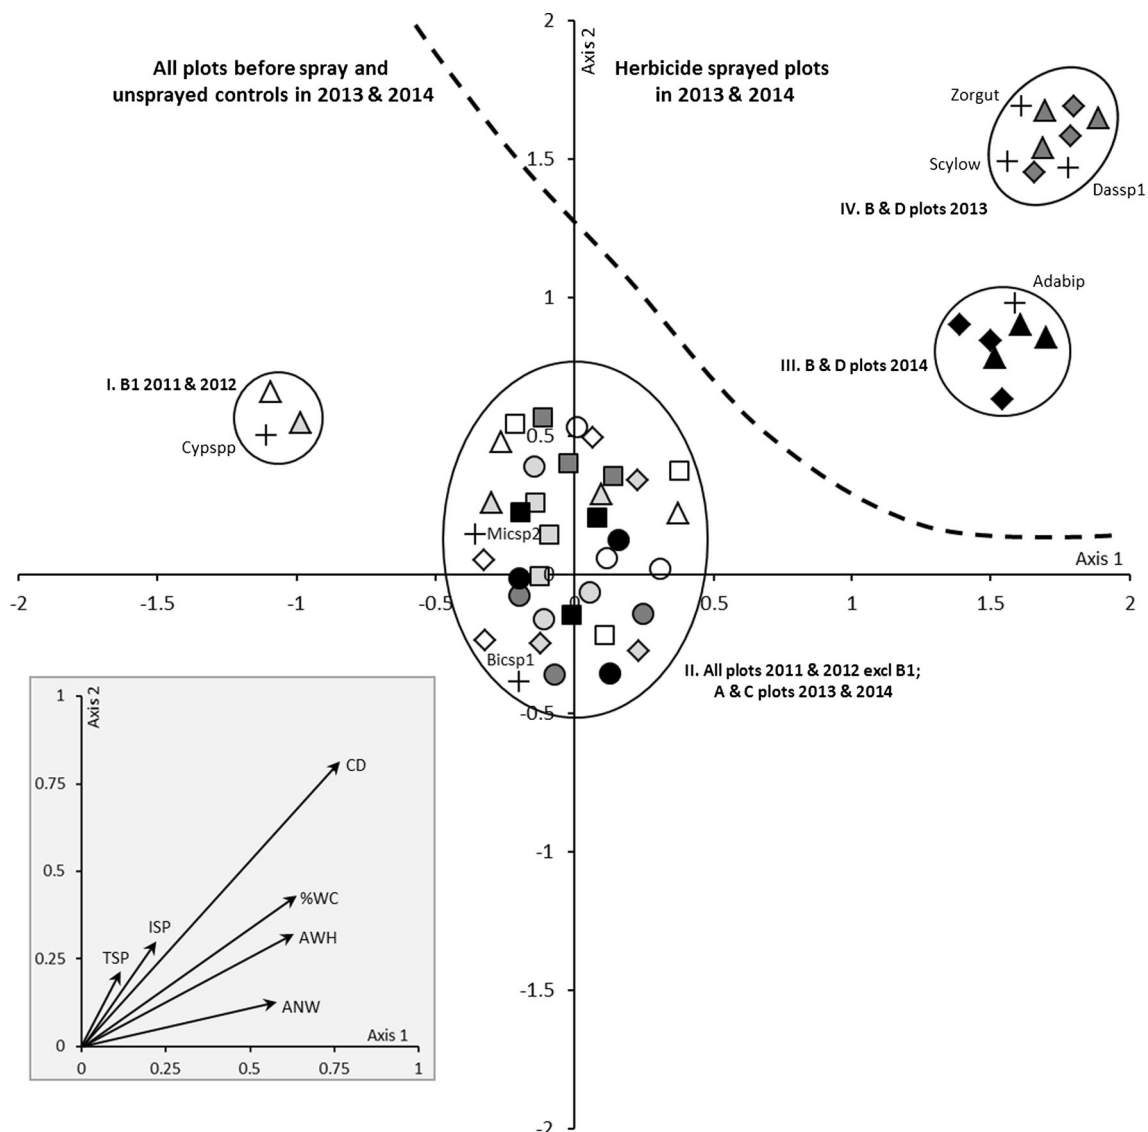 2
Axis 2
All plots before spray and
unsprayed controls in 2013 & 2014
Herbicide sprayed plots
in 2013 & 2014
Zorgut
1.5
Scylow
Dassp1
IV. B & D plots 2013
1
Adabip
III. B & D plots 2014
I. B1 2011 & 2012
Cypspp
0.5
Micsp2
Axis 1
0
-2
-1.5
-1
-0.5
0
0.5
1
1.5
2
Bicsp1
II. All plots 2011 & 2012 excl B1;
A & C plots 2013 & 2014
-0.5
-1
-1.5
-2
1
Axis 2
CD
0.75
0.5
%WC
ISP
AWH
TSP
0.25
ANW
Axis 1
0
0
0.25
0.5
0.75
1